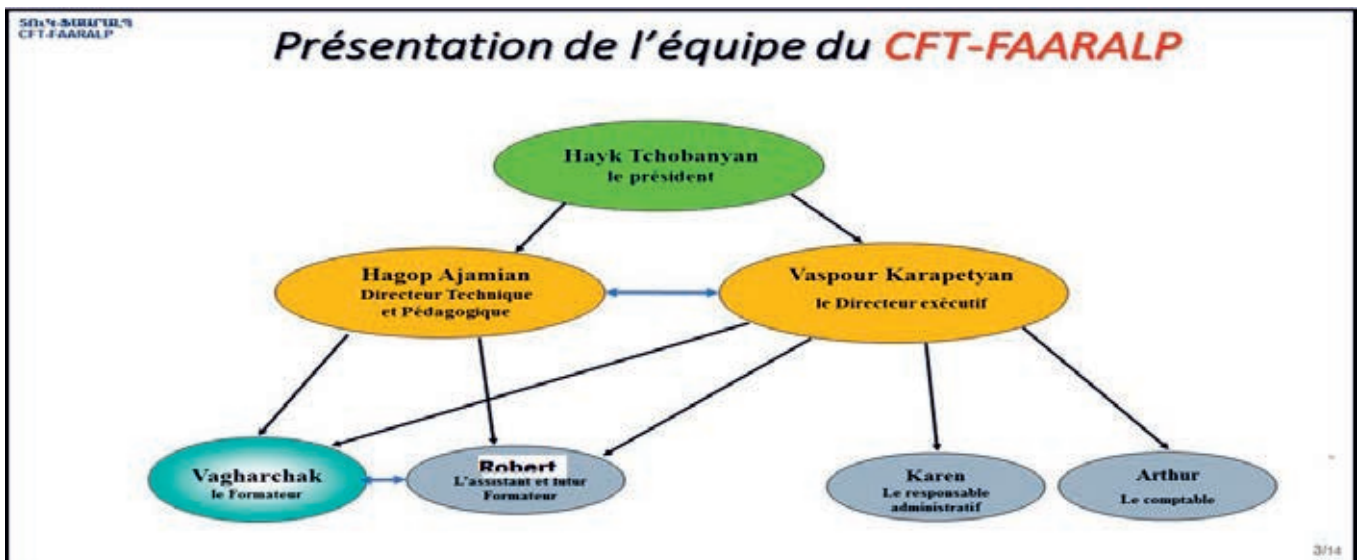 CFT-FAARALP
Présentation de l'équipe du CFT-FAARALP
Hayk Tchobanyan
le président
Hagop Ajamian
Directeur Technique
et Pédagogique
Vaspour Karapetyan
le Directeur exécutif
Vagharchak
le Formateur
Robert
L'assistant et futur
Formateur
Karen
Le responsable
administratif
Arthur
Le comptable
3/14